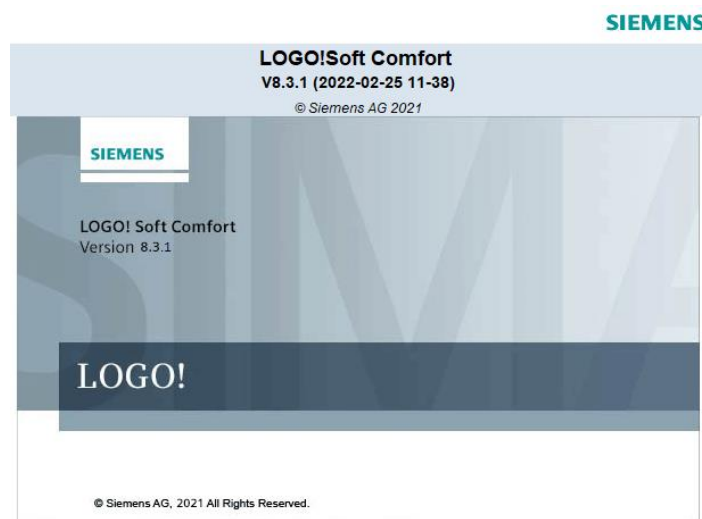 SIEMENS
LOGO!Soft Comfort
V8.3.1 (2022-02-25 11-38)
© Siemens AG 2021
SIEMENS
LOGO! Soft Comfort
Version 8.3.1
LOGO!
© Siemens AG, 2021 All Rights Reserved.